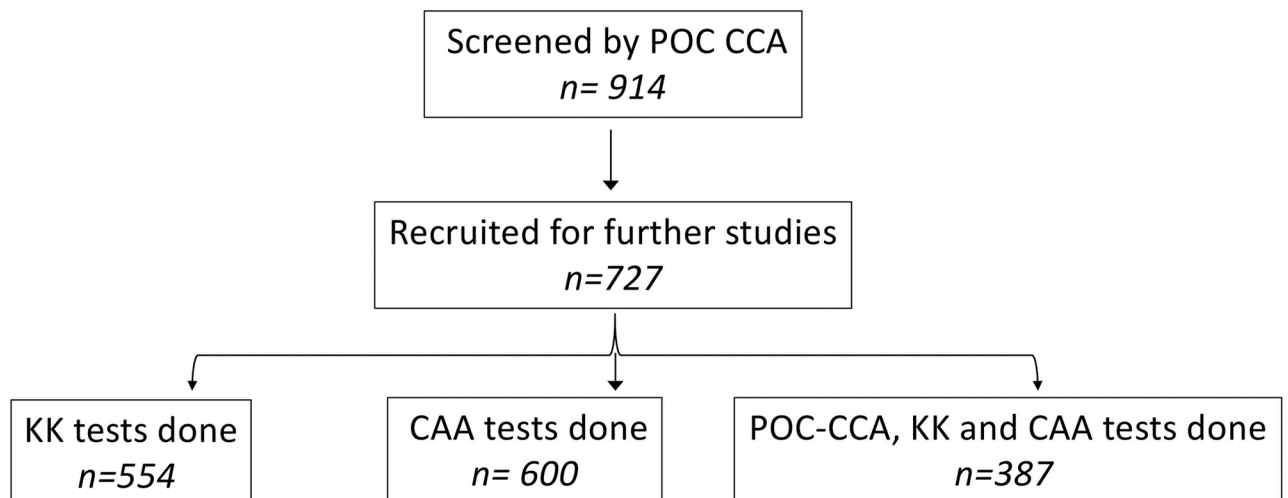 Screened by POC CCA
n= 914
Recruited for further studies
n=727
KK tests done
n=554
CAA tests done
n= 600
POC-CCA, KK and CAA tests done
n=387